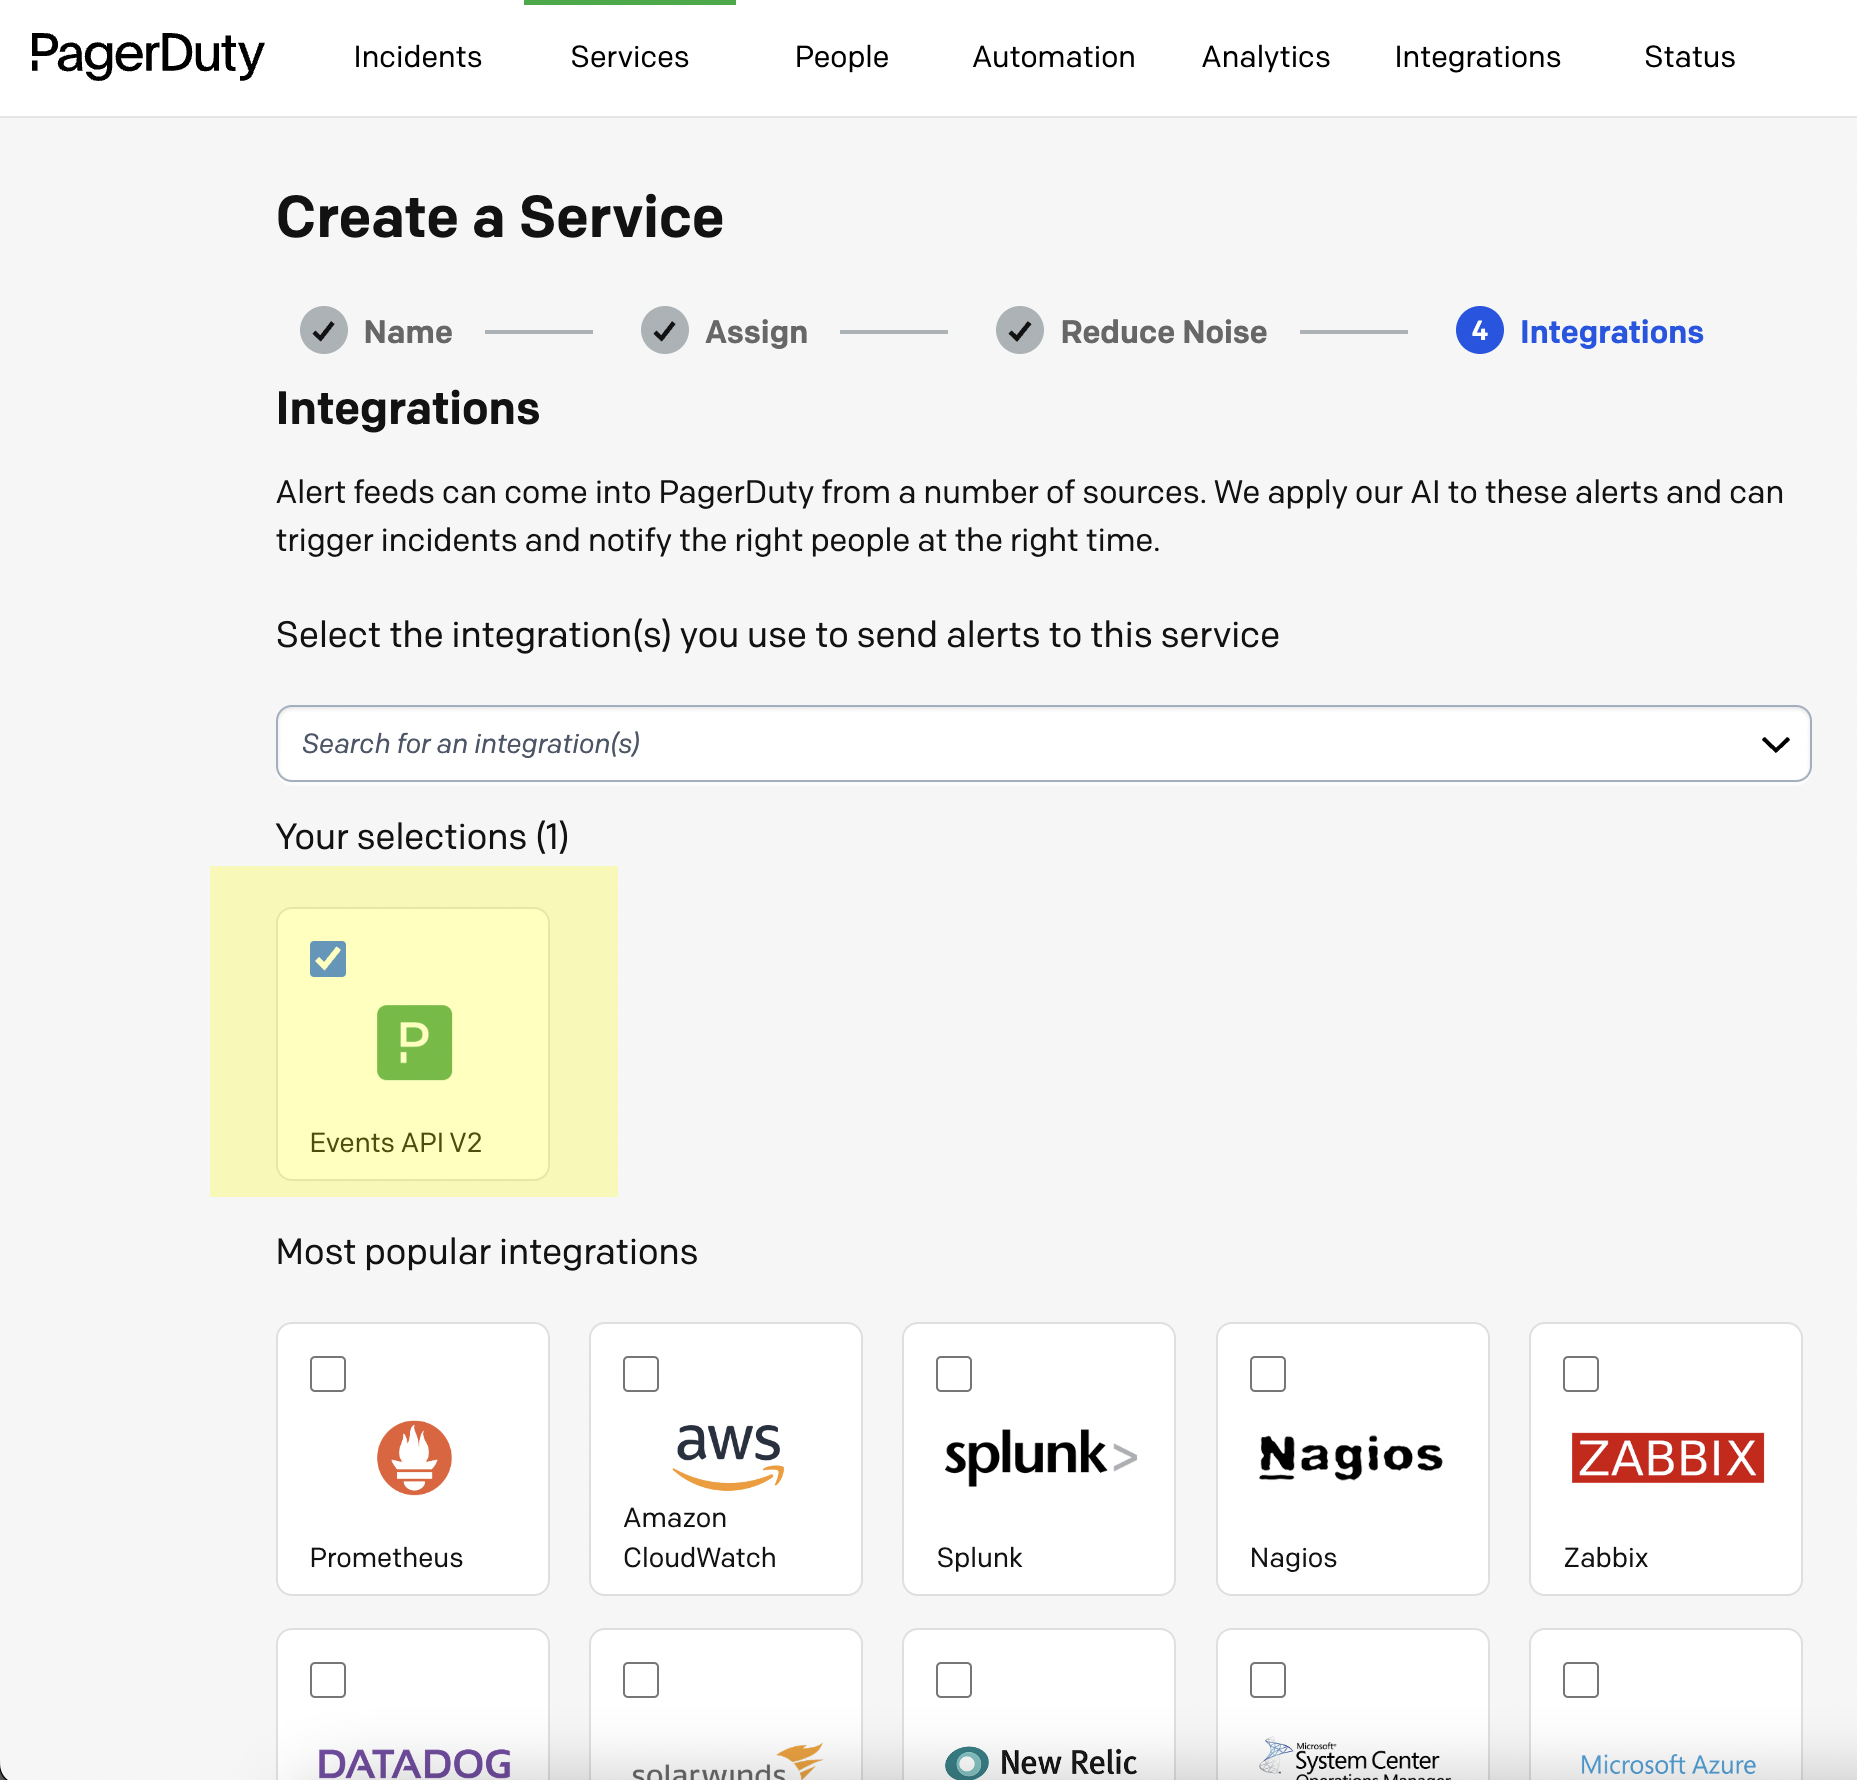 PagerDuty Incidents Services People Automation Analytics Integrations Status
Create a Service
Name Assign Reduce Noise 4 Integrations
Integrations
Alert feeds can come into PagerDuty from a number of sources. We apply our AI to these alerts and can
trigger incidents and notify the right people at the right time.
Select the integration(s) you use to send alerts to this service
Search for an integration(s)
Your selections (1)
P
Events API V2
Most popular integrations
aws splunk> Nagios ZABBIX
Prometheus Amazon CloudWatch Splunk Nagios Zabbix
DATADOG solarwinds New Relic Microsoft® System Center Operations Manager Microsoft Azure